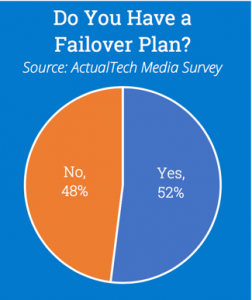 Do You Have a
Failover Plan?
Source: ActualTech Media Survey
No,
48%
Yes,
52%